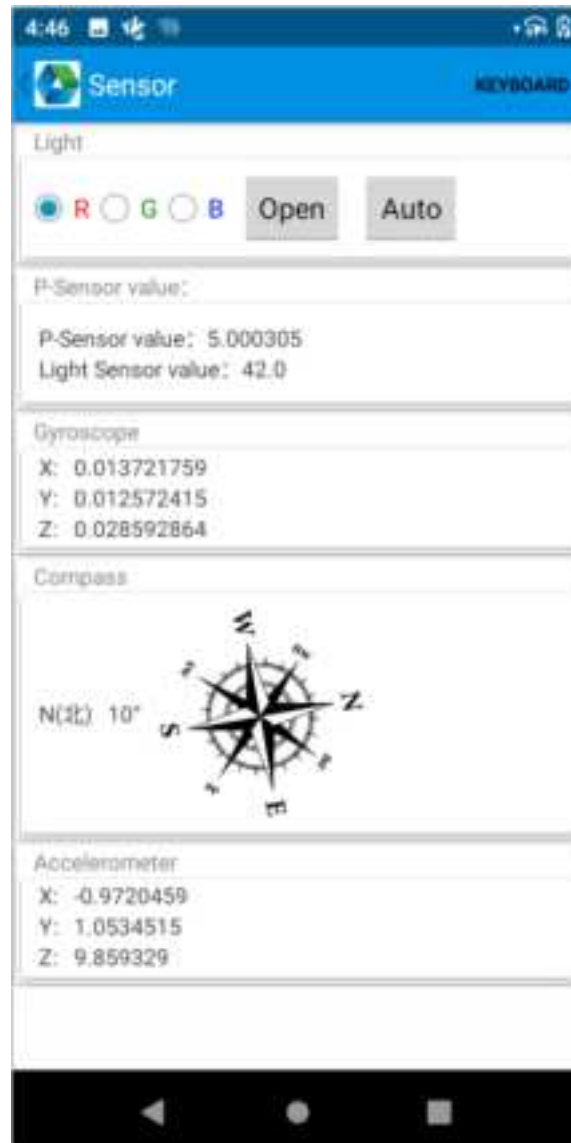 4:46
Sensor
KEYBOARD
Light
R G B Open Auto
P-Sensor value:
P-Sensor value: 5.000305
Light Sensor value: 42.0
Gyroscope
X: 0.013721759
Y: 0.012572415
Z: 0.028592864
Compass
W
N
N(北) 10°
S
E
Accelerometer
X: -0.9720459
Y: 1.0534515
Z: 9.859329